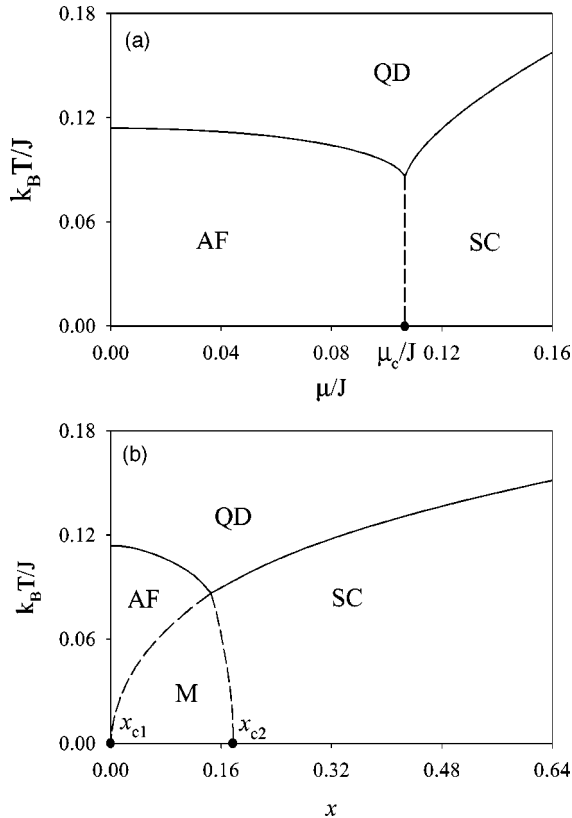 0.18
(a)
QD
0.12
k_BT/J
0.06
AF
SC
0.00
0.00 0.04 0.08 μ_c/J 0.12 0.16
μ/J
0.18
(b)
QD
0.12
k_BT/J
AF
SC
0.06
M
x_c1 x_c2
0.00
0.00 0.16 0.32 0.48 0.64
x